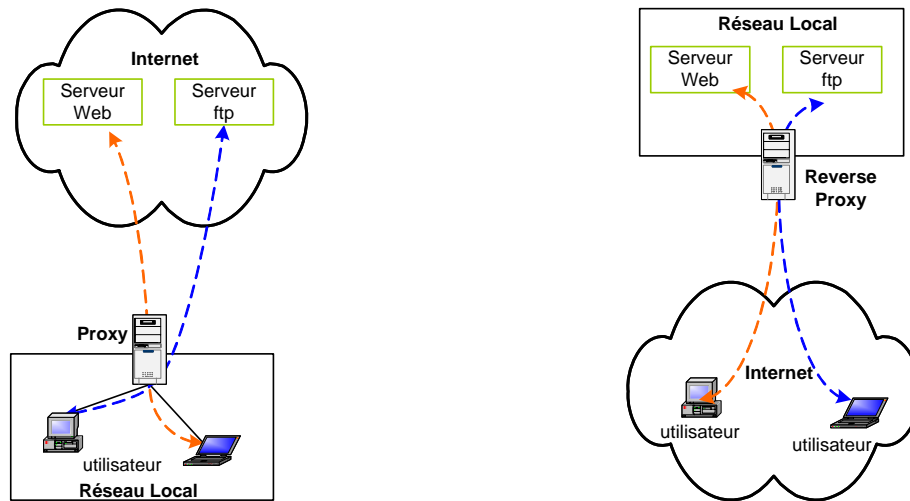 Internet
Serveur
Web
Serveur
ftp
Proxy
utilisateur
Réseau Local
Réseau Local
Serveur
Web
Serveur
ftp
Reverse
Proxy
Internet
utilisateur
utilisateur